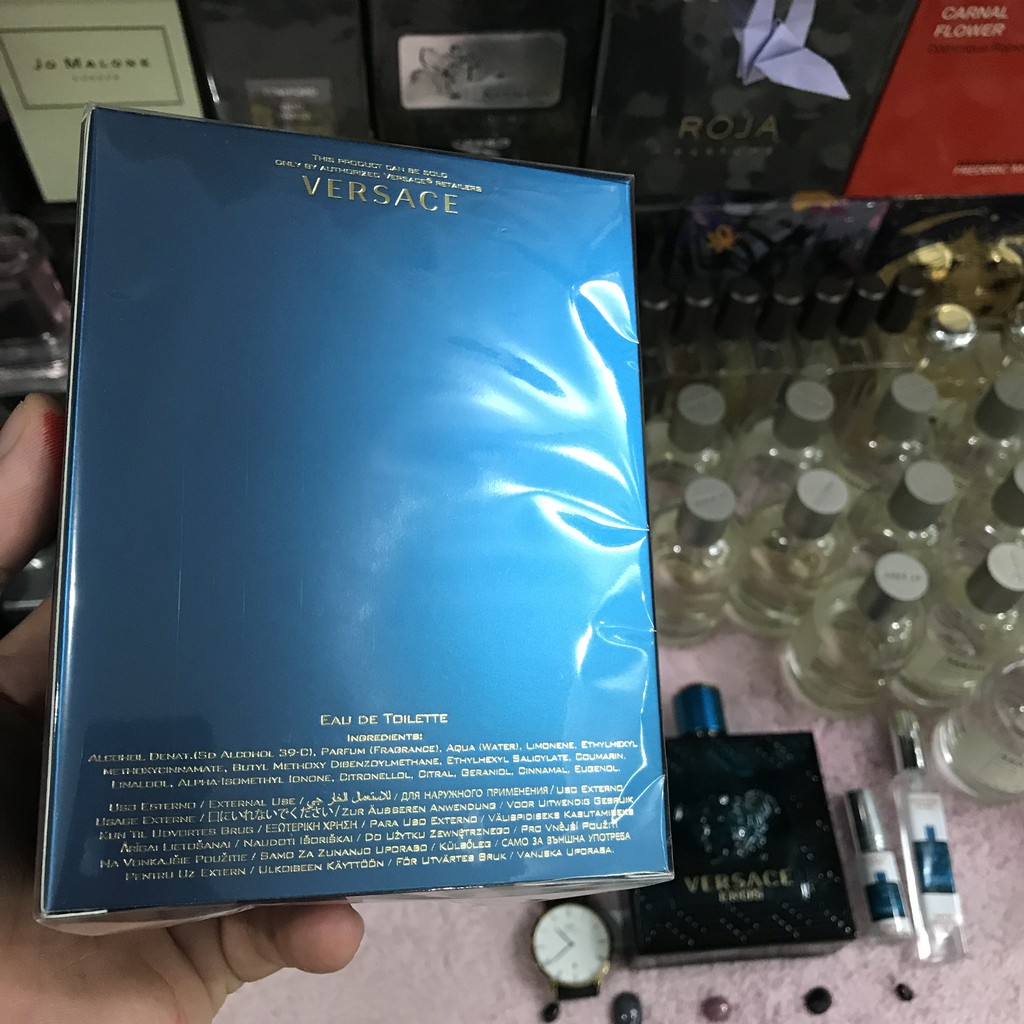 JO MALONE
LONDON
ROJA
PARFUMS
CARNAL
FLOWER
THIS PRODUCT CAN BE SOLD
ONLY BY AUTHORIZED VERSACE® RETAILERS
VERSACE
EAU DE TOILETTE
INGREDIENTS:
ALCOHOL DENAT.(SD ALCOHOL 39-C), PARFUM (FRAGRANCE), AQUA (WATER), LIMONENE, ETHYLHEXYL
METHOXYCINNAMATE, BUTYL METHOXY DIBENZOYLMETHANE, ETHYLHEXYL SALICYLATE, COUMARIN,
LINALOOL, ALPHA-ISOMETHYL IONONE, CITRONELLOL, CITRAL, GERANIOL, CINNAMAL, EUGENOL.
USO ESTERNO / EXTERNAL USE / للاستعمال الخارجي / ДЛЯ НАРУЖНОГО ПРИМЕНЕНИЯ / USO EXTERNO
USAGE EXTERNE / 口にいれないでください / ZUR ÄUSSEREN ANWENDUNG / VOOR UITWENDIG GEBRUIK
KUN TIL UDVORTES BRUG / ΕΞΩΤΕΡΙΚΗ ΧΡΗΣΗ / PARA USO EXTERNO / VÄLISPIDISEKS KASUTAMISEKS
ĀRĪGAI LIETOŠANAI / NAUDOTI IŠORIŠKAI / DO UŻYTKU ZEWNĘTRZNEGO / PRO VNĚJŠÍ POUŽITÍ
NA VONKAJŠIE POUŽITIE / SAMO ZA ZUNANJO UPORABO / KÜLSŐLEG / САМО ЗА ВЪНШНА УПОТРЕБА
PENTRU UZ EXTERN / ULKOISEEN KÄYTTÖÖN / FÖR UTVÄRTES BRUK / VANJSKA UPORABA.
VERSACE
EROS